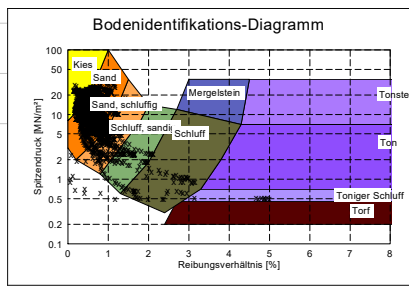 Bodenidentifikations-Diagramm
Spitzendruck [MN/m²]
100
50
20
10
5
2
1
0.5
0.2
0.1
Kies
Sand
Sand, schluffig
Schluff, sandig
Schluff
Mergelstein
Tonste
Ton
Toniger Schluff
Torf
0
1
2
3
4
5
6
7
8
Reibungsverhältnis [%]